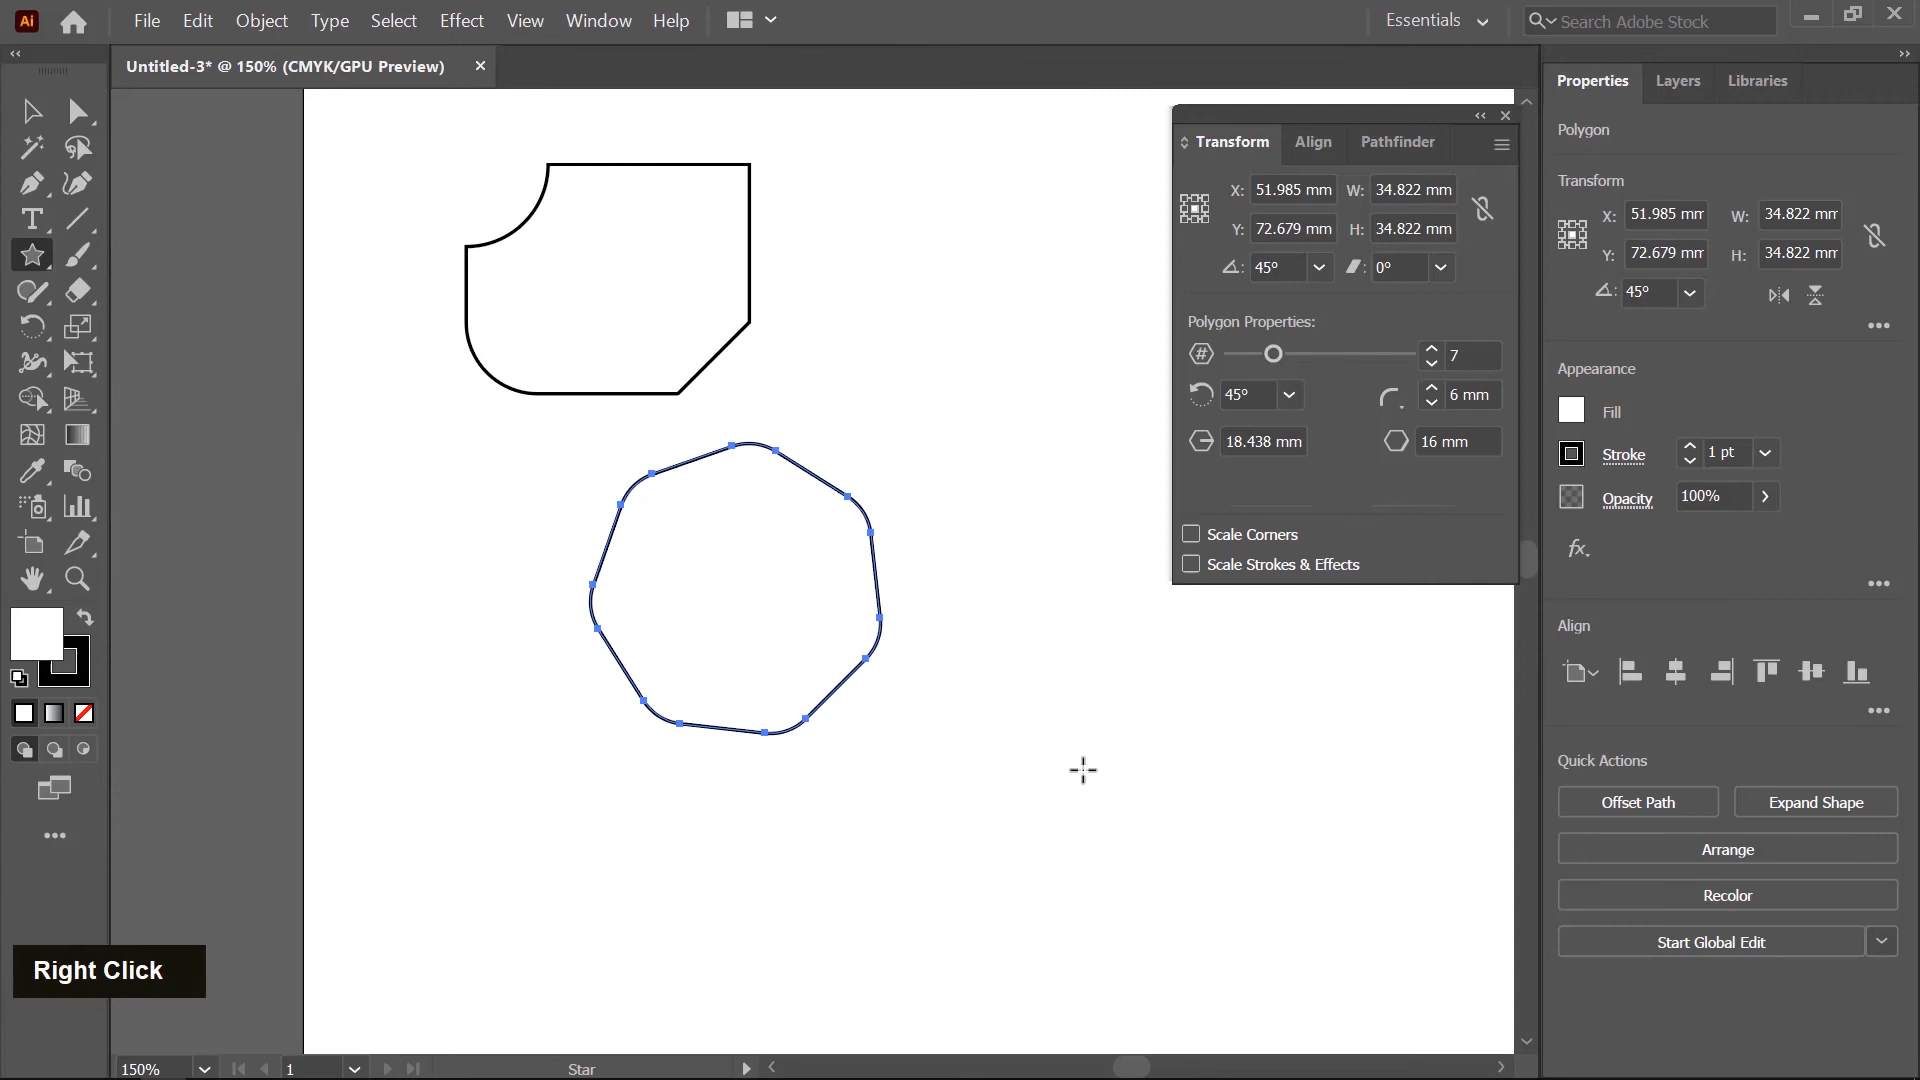 Ai
File Edit Object Type Select Effect View Window Help
Essentials
Search Adobe Stock
Untitled-3* @ 150% (CMYK/GPU Preview)
Properties Layers Libraries
Polygon
Transform
X: 51.985 mm W: 34.822 mm
Y: 72.679 mm H: 34.822 mm
45°
Appearance
Fill
Stroke 1 pt
Opacity 100%
fx
Align
Quick Actions
Offset Path Expand Shape
Arrange
Recolor
Start Global Edit
Transform Align Pathfinder
X: 51.985 mm W: 34.822 mm
Y: 72.679 mm H: 34.822 mm
45° 0°
Polygon Properties:
# 7
45° 6 mm
18.438 mm 16 mm
Scale Corners
Scale Strokes & Effects
Right Click
150% 1 Star